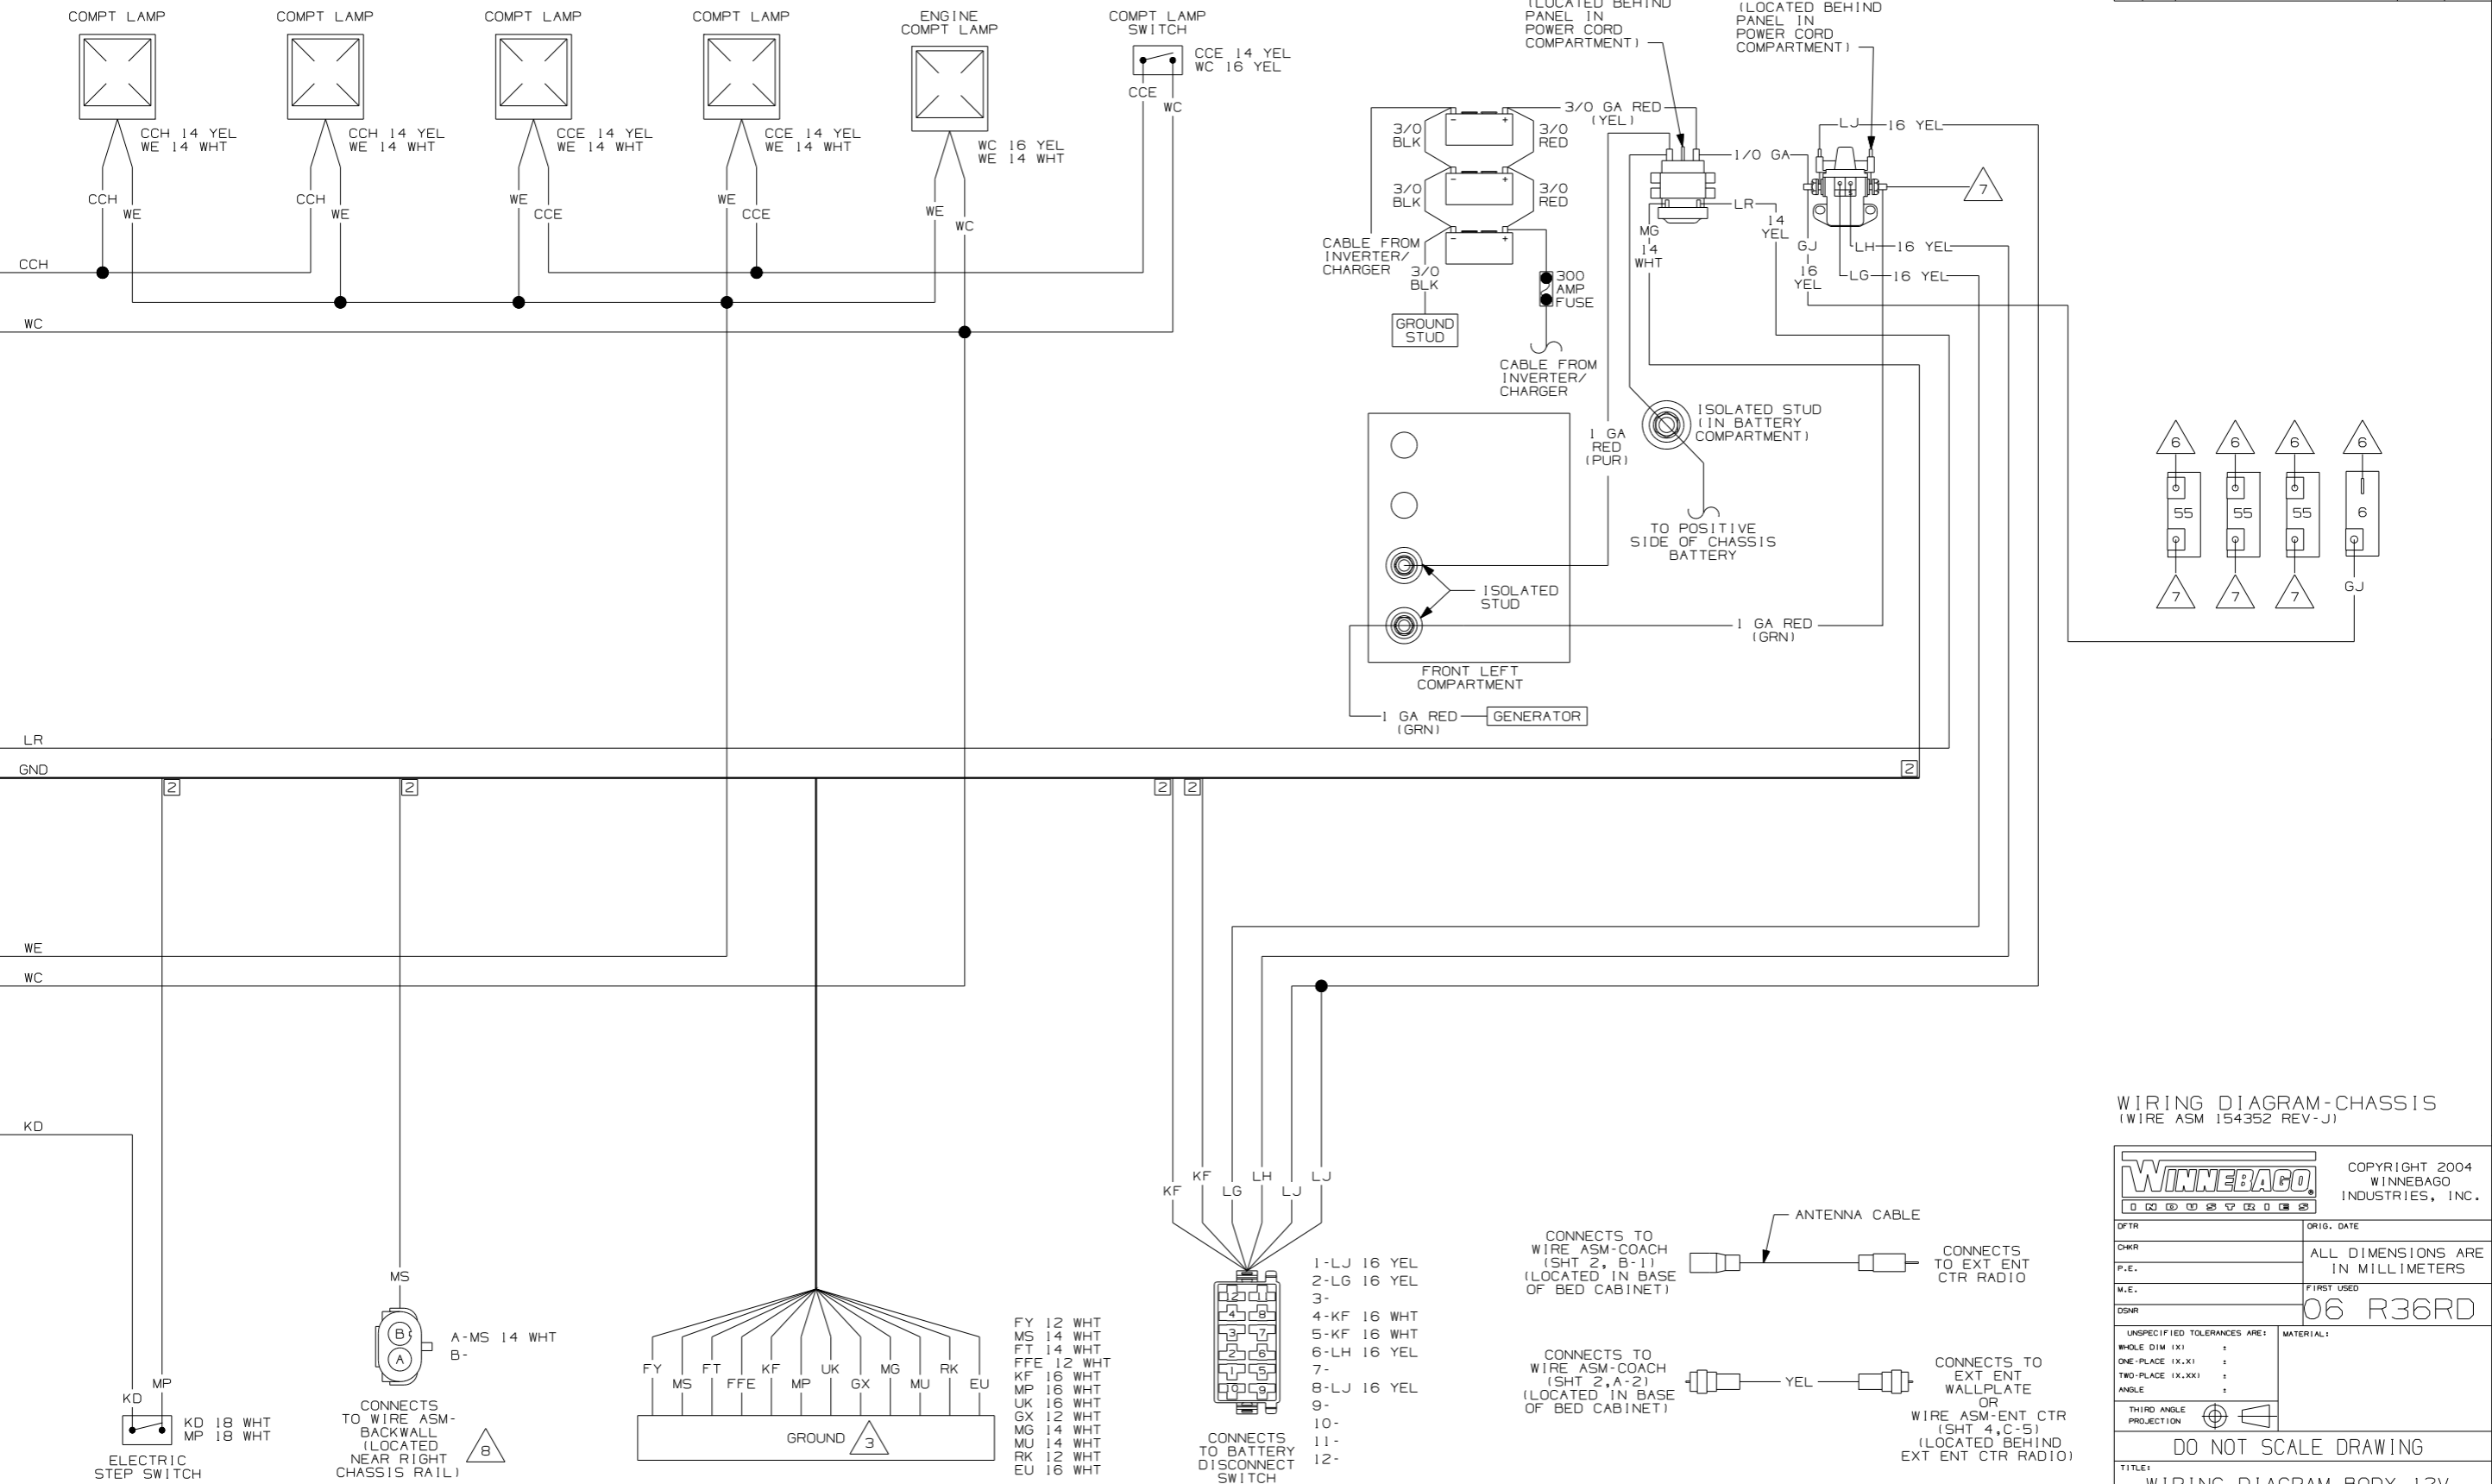 COMPT LAMP
COMPT LAMP
COMPT LAMP
COMPT LAMP
ENGINE
COMPT LAMP
COMPT LAMP
SWITCH
CCH 14 YEL
WE 14 WHT
CCH 14 YEL
WE 14 WHT
CCE 14 YEL
WE 14 WHT
CCE 14 YEL
WE 14 WHT
WC 16 YEL
WE 14 WHT
CCE 14 YEL
WC 16 YEL
CCE
WC
CCH
WE
CCH
WE
WE
CCE
WE
CCE
WE
WC
CCH
WC
(LOCATED BEHIND
PANEL IN
POWER CORD
COMPARTMENT)
(LOCATED BEHIND
PANEL IN
POWER CORD
COMPARTMENT)
3/0 GA RED
(YEL)
3/0
BLK
3/0
RED
3/0
BLK
3/0
RED
- +
- +
- +
CABLE FROM
INVERTER/
CHARGER
3/0
BLK
GROUND
STUD
300
AMP
FUSE
CABLE FROM
INVERTER/
CHARGER
1/0 GA
LJ 16 YEL
7
LR
14
YEL
MG
14
WHT
GJ
16
YEL
LH 16 YEL
LG 16 YEL
1 GA
RED
(PUR)
ISOLATED STUD
(IN BATTERY
COMPARTMENT)
TO POSITIVE
SIDE OF CHASSIS
BATTERY
ISOLATED
STUD
1 GA RED
(GRN)
FRONT LEFT
COMPARTMENT
1 GA RED
(GRN)
GENERATOR
6 6 6 6
55 55 55 6
7 7 7
GJ
LR
GND
2
2
2
2
2
WE
WC
KD
KD
MP
KD 18 WHT
MP 18 WHT
ELECTRIC
STEP SWITCH
MS
B
A
A-MS 14 WHT
B-
CONNECTS
TO WIRE ASM-
BACKWALL
(LOCATED
NEAR RIGHT
CHASSIS RAIL)
8
FY
MS
FT
FFE
KF
MP
UK
GX
MG
MU
RK
EU
GROUND
3
FY 12 WHT
MS 14 WHT
FT 14 WHT
FFE 12 WHT
KF 16 WHT
MP 16 WHT
UK 16 WHT
GX 12 WHT
MG 14 WHT
MU 14 WHT
RK 12 WHT
EU 16 WHT
KF
KF
LG
LH
LJ
LJ
12 11
4 8
3 7
2 6
1 5
10 9
1-LJ 16 YEL
2-LG 16 YEL
3-
4-KF 16 WHT
5-KF 16 WHT
6-LH 16 YEL
7-
8-LJ 16 YEL
9-
10-
11-
12-
CONNECTS
TO BATTERY
DISCONNECT
SWITCH
ANTENNA CABLE
CONNECTS TO
WIRE ASM-COACH
(SHT 2, B-1)
(LOCATED IN BASE
OF BED CABINET)
CONNECTS
TO EXT ENT
CTR RADIO
CONNECTS TO
WIRE ASM-COACH
(SHT 2,A-2)
(LOCATED IN BASE
OF BED CABINET)
YEL
CONNECTS TO
EXT ENT
WALLPLATE
OR
WIRE ASM-ENT CTR
(SHT 4,C-5)
(LOCATED BEHIND
EXT ENT CTR RADIO)
WIRING DIAGRAM-CHASSIS
(WIRE ASM 154352 REV-J)
WINNEBAGO®
INDUSTRIES
COPYRIGHT 2004
WINNEBAGO
INDUSTRIES, INC.
DFTR
ORIG. DATE
CHKR
P.E.
ALL DIMENSIONS ARE
IN MILLIMETERS
M.E.
FIRST USED
DSNR
06 R36RD
UNSPECIFIED TOLERANCES ARE:
MATERIAL:
WHOLE DIM (X) :
ONE-PLACE (X.X) :
TWO-PLACE (X.XX) :
ANGLE :
THIRD ANGLE
PROJECTION
DO NOT SCALE DRAWING
TITLE:
WIRING DIAGRAM-BODY 12V